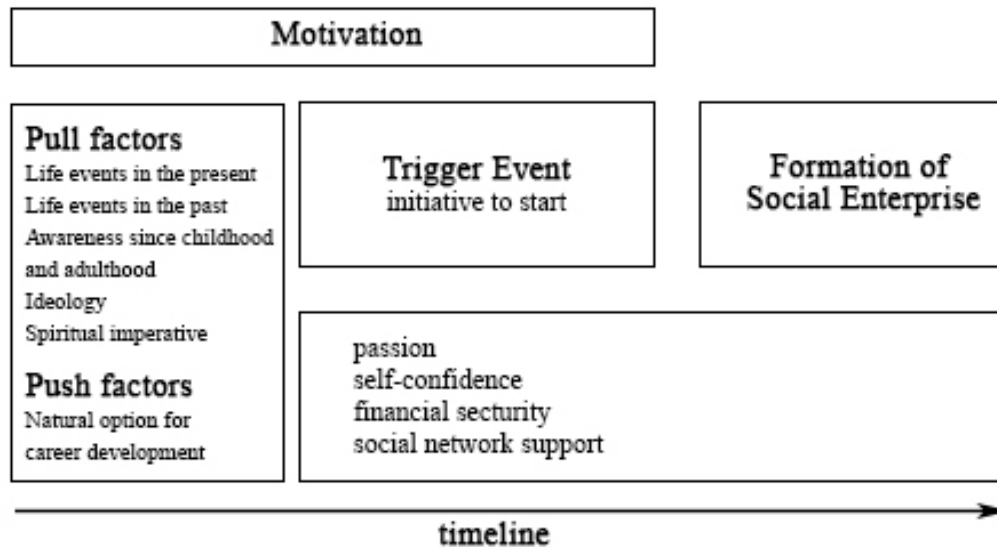 Motivation
Pull factors
Life events in the present
Life events in the past
Awareness since childhood
and adulthood
Ideology
Spiritual imperative
Push factors
Natural option for
career development
Trigger Event
initiative to start
Formation of
Social Enterprise
passion
self-confidence
financial secturity
social network support
timeline